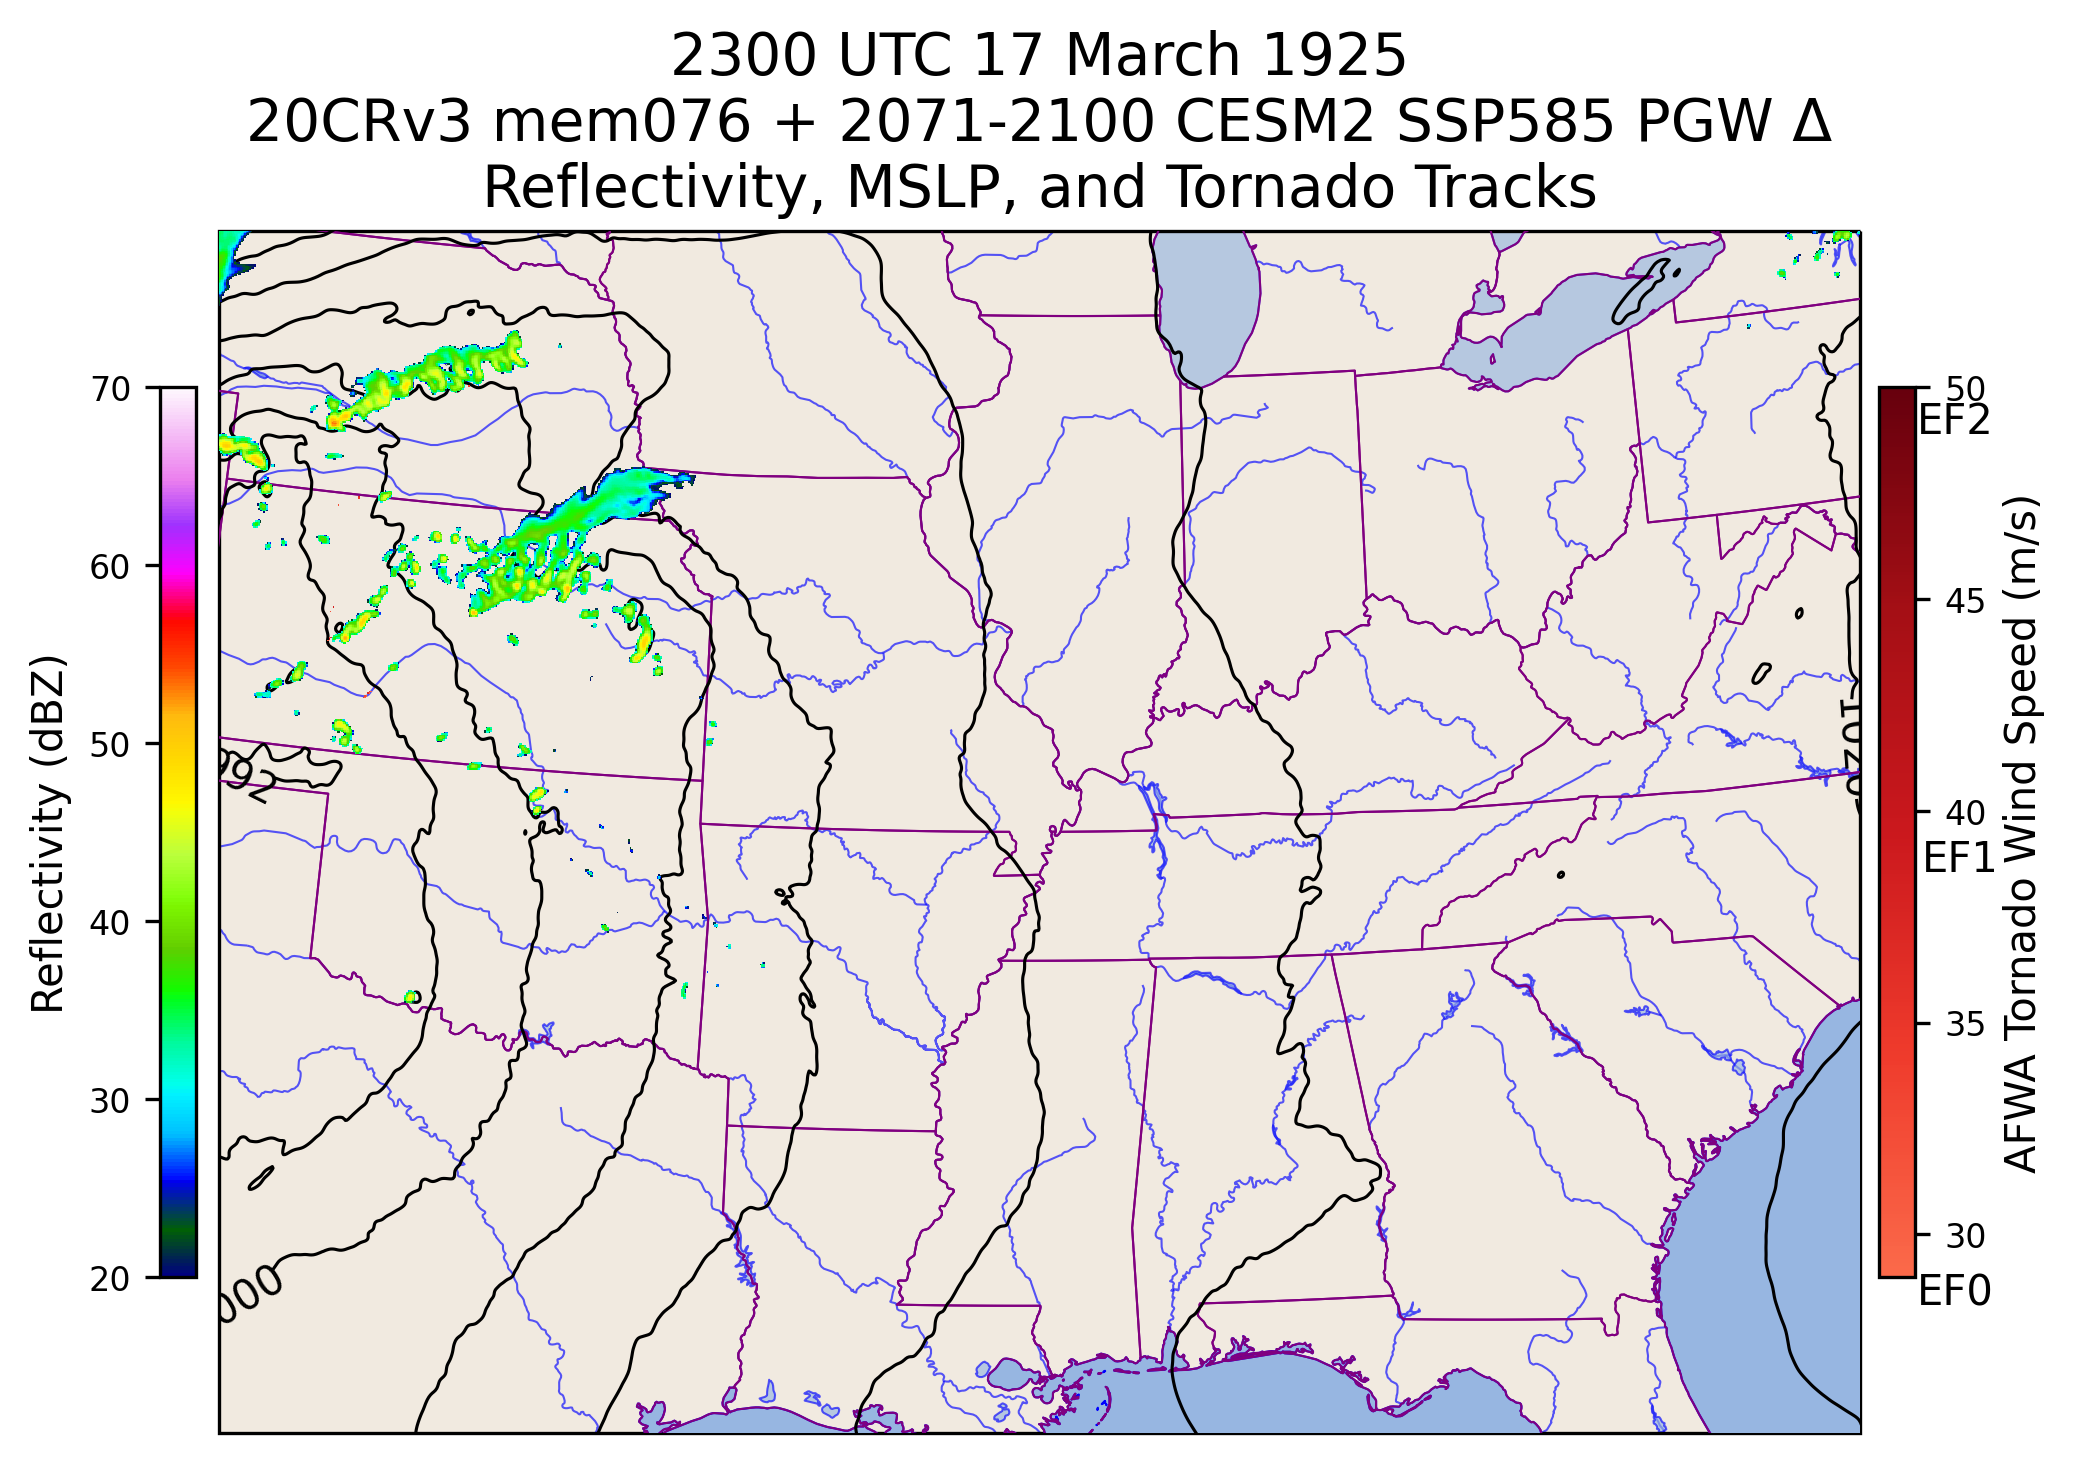 2300 UTC 17 March 1925
20CRv3 mem076 + 2071-2100 CESM2 SSP585 PGW Δ
Reflectivity, MSLP, and Tornado Tracks
70
60
50
40
30
20
Reflectivity (dBZ)
992
000
1020
50
EF2
45
40
EF1
35
30
EF0
AFWA Tornado Wind Speed (m/s)